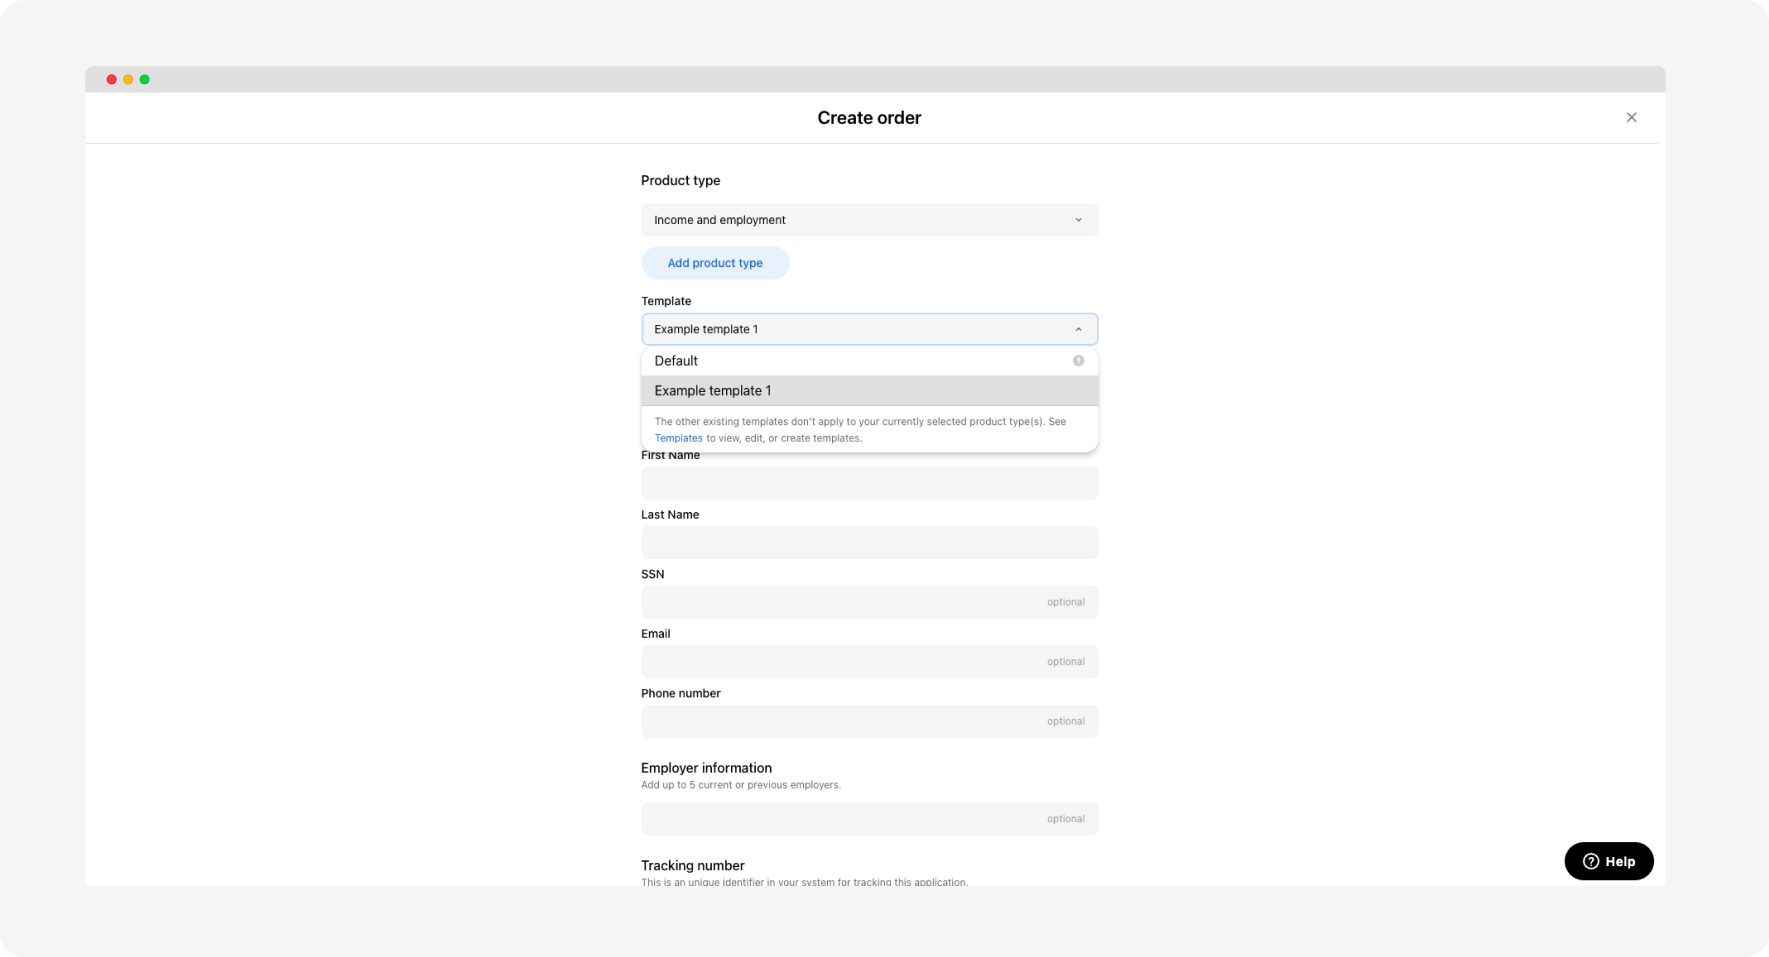 Create order
Product type
Income and employment
Add product type
Template
Example template 1
Default
Example template 1
The other existing templates don't apply to your currently selected product type(s). See
Templates to view, edit, or create templates.
First Name
Last Name
SSN
optional
Email
optional
Phone number
optional
Employer information
Add up to 5 current or previous employers.
optional
Tracking number
This is an unique identifier in your system for tracking this application.
Help